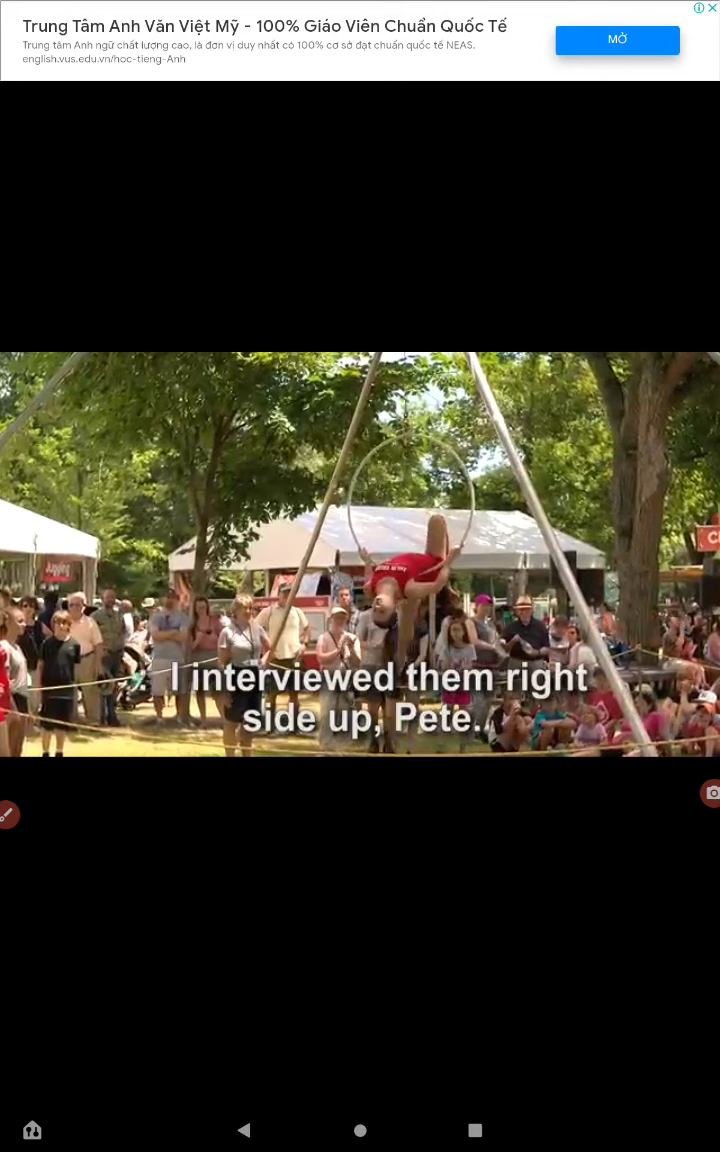 Trung Tâm Anh Văn Việt Mỹ - 100% Giáo Viên Chuẩn Quốc Tế
Trung tâm Anh ngữ chất lượng cao, là đơn vị duy nhất có 100% cơ sở đạt chuẩn quốc tế NEAS.
english.vus.edu.vn/hoc-tieng-Anh
MỞ
Juggling
I interviewed them right
side up, Pete.